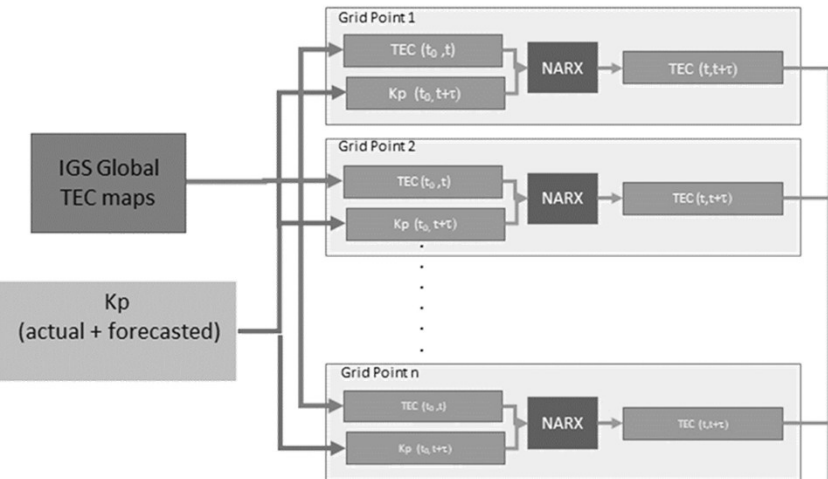 Grid Point 1
TEC (t₀ ,t)
Kp (t₀, t+τ)
NARX
TEC (t,t+τ)
Grid Point 2
TEC(t₀ ,t)
Kp (t₀, t+τ)
NARX
TEC(t,t+τ)
IGS Global
TEC maps
Kp
(actual + forecasted)
Grid Point n
TEC (t₀ ,t)
Kp (t₀, t+τ)
NARX
TEC (t,t+τ)